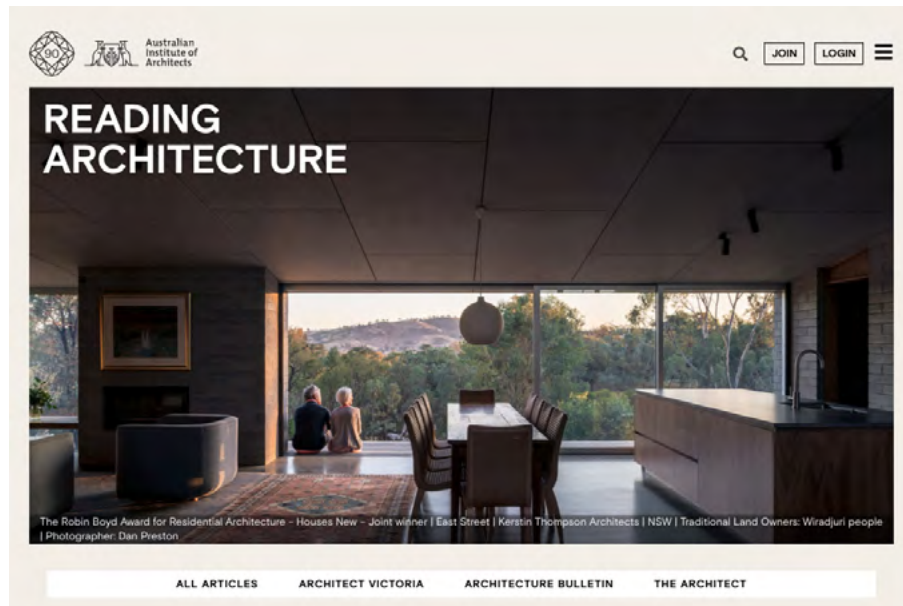 90
Australian
Institute of
Architects
JOIN
LOGIN
READING
ARCHITECTURE
The Robin Boyd Award for Residential Architecture – Houses New – Joint winner | East Street | Kerstin Thompson Architects | NSW | Traditional Land Owners: Wiradjuri people
| Photographer: Dan Preston
ALL ARTICLES
ARCHITECT VICTORIA
ARCHITECTURE BULLETIN
THE ARCHITECT